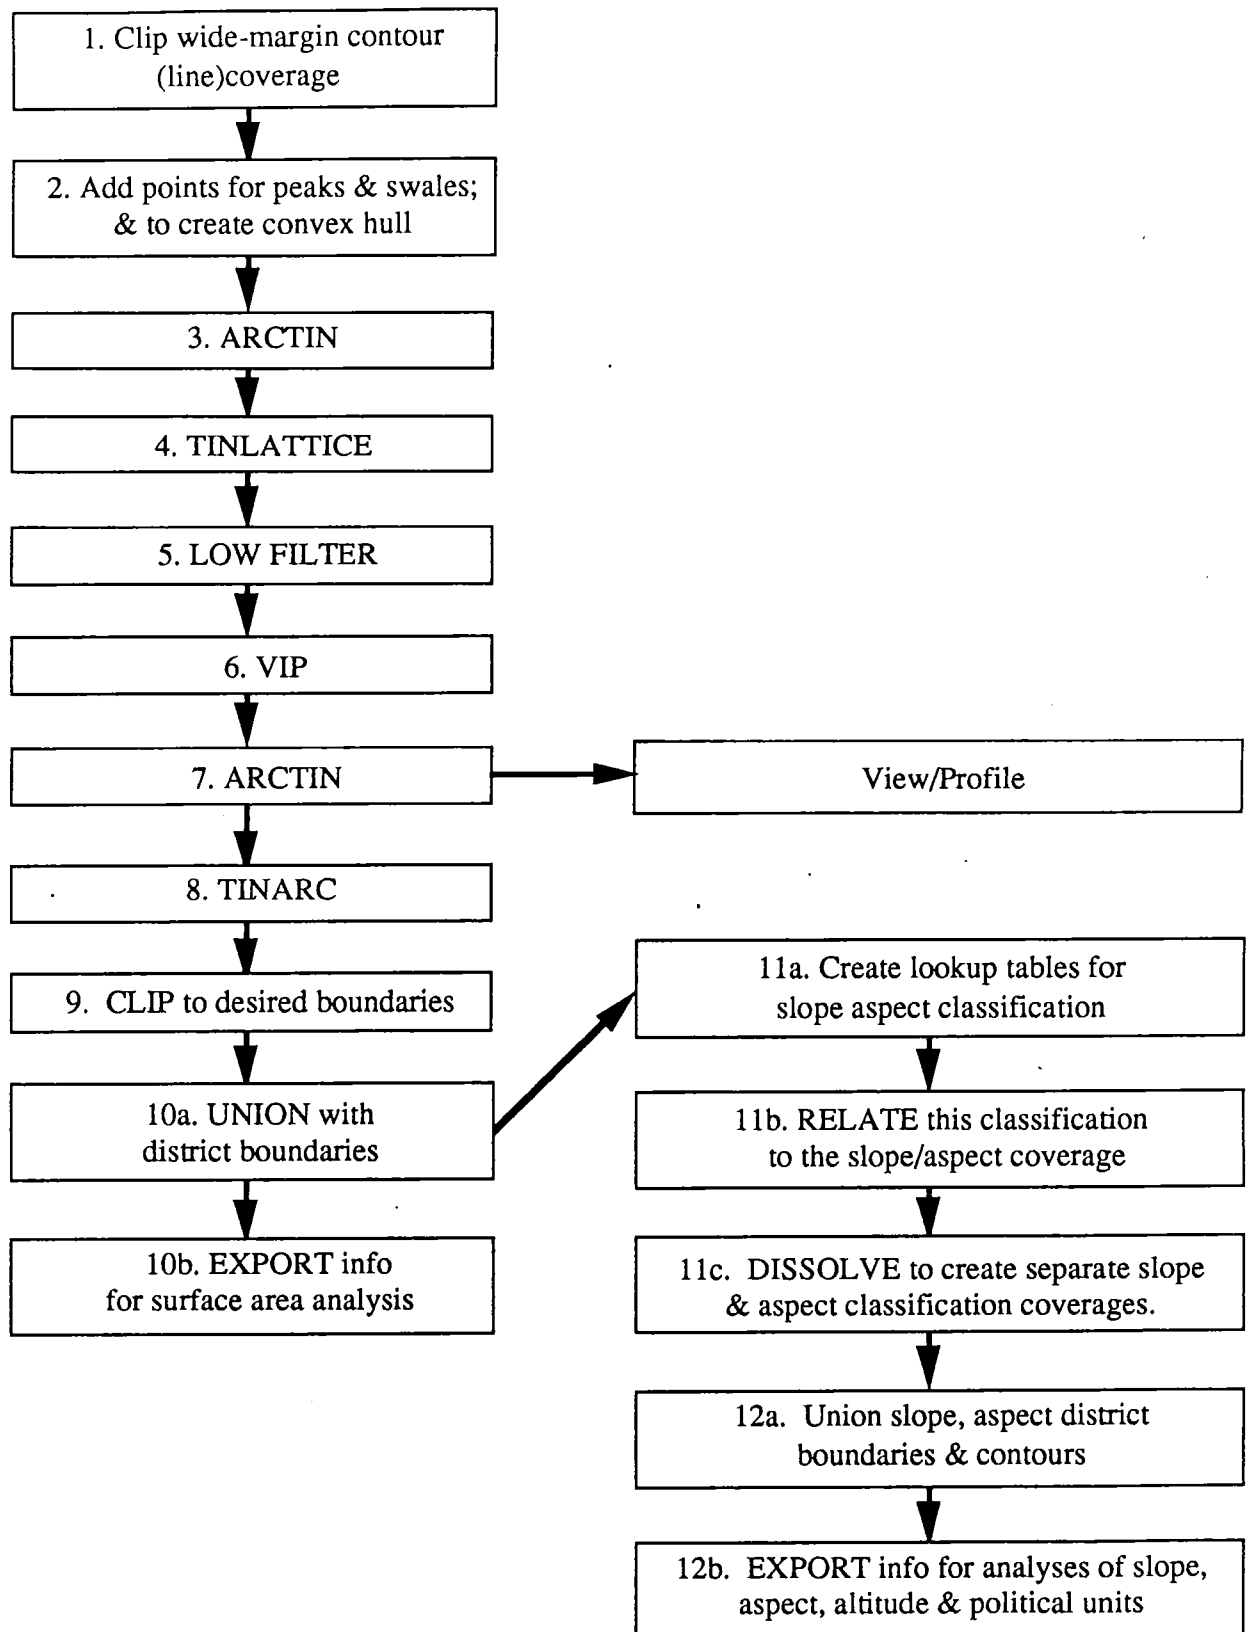 1. Clip wide-margin contour
(line)coverage
2. Add points for peaks & swales;
& to create convex hull
3. ARCTIN
4. TINLATTICE
5. LOW FILTER
6. VIP
7. ARCTIN
View/Profile
8. TINARC
9. CLIP to desired boundaries
10a. UNION with
district boundaries
10b. EXPORT info
for surface area analysis
11a. Create lookup tables for
slope aspect classification
11b. RELATE this classification
to the slope/aspect coverage
11c. DISSOLVE to create separate slope
& aspect classification coverages.
12a. Union slope, aspect district
boundaries & contours
12b. EXPORT info for analyses of slope,
aspect, altitude & political units